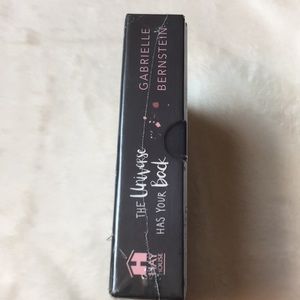 THE Universe
HAS YOUR Back
GABRIELLE
BERNSTEIN
HAY
HOUSE